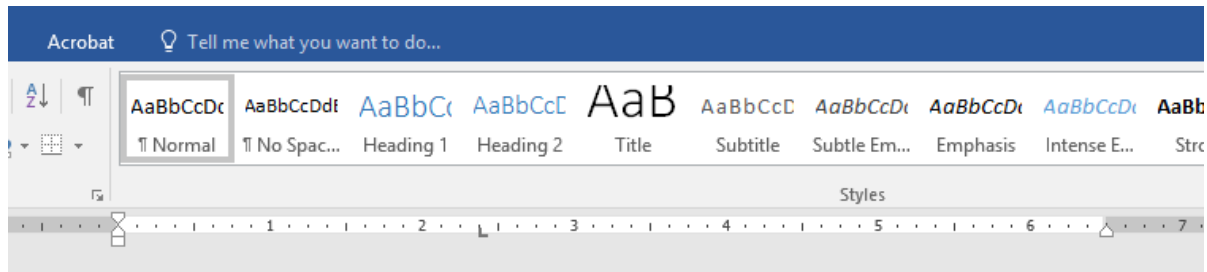 Acrobat Tell me what you want to do...
A
Z ¶ AaBbCcDc AaBbCcDdE AaBbCc AaBbCcD AaB AaBbCcD AaBbCcDc AaBbCcDc AaBbCcDc AaBb
¶ Normal ¶ No Spac... Heading 1 Heading 2 Title Subtitle Subtle Em... Emphasis Intense E... Stro
Styles
1 2 3 4 5 6 7